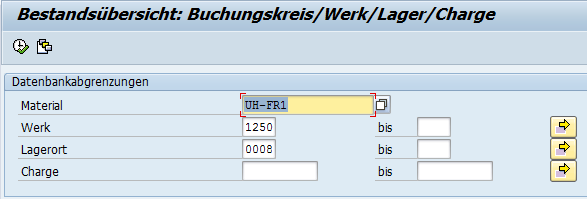 Bestandsübersicht: Buchungskreis/Werk/Lager/Charge
Datenbankabgrenzungen
Material UH-FR1
Werk 1250 bis
Lagerort 0008 bis
Charge bis